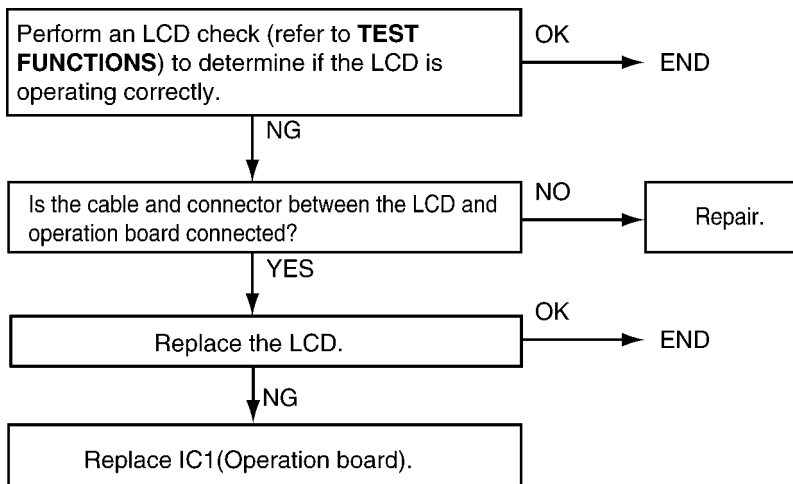 Perform an LCD check (refer to TEST
FUNCTIONS) to determine if the LCD is
operating correctly.
OK
END
NG
Is the cable and connector between the LCD and
operation board connected?
NO
Repair.
YES
Replace the LCD.
OK
END
NG
Replace IC1(Operation board).